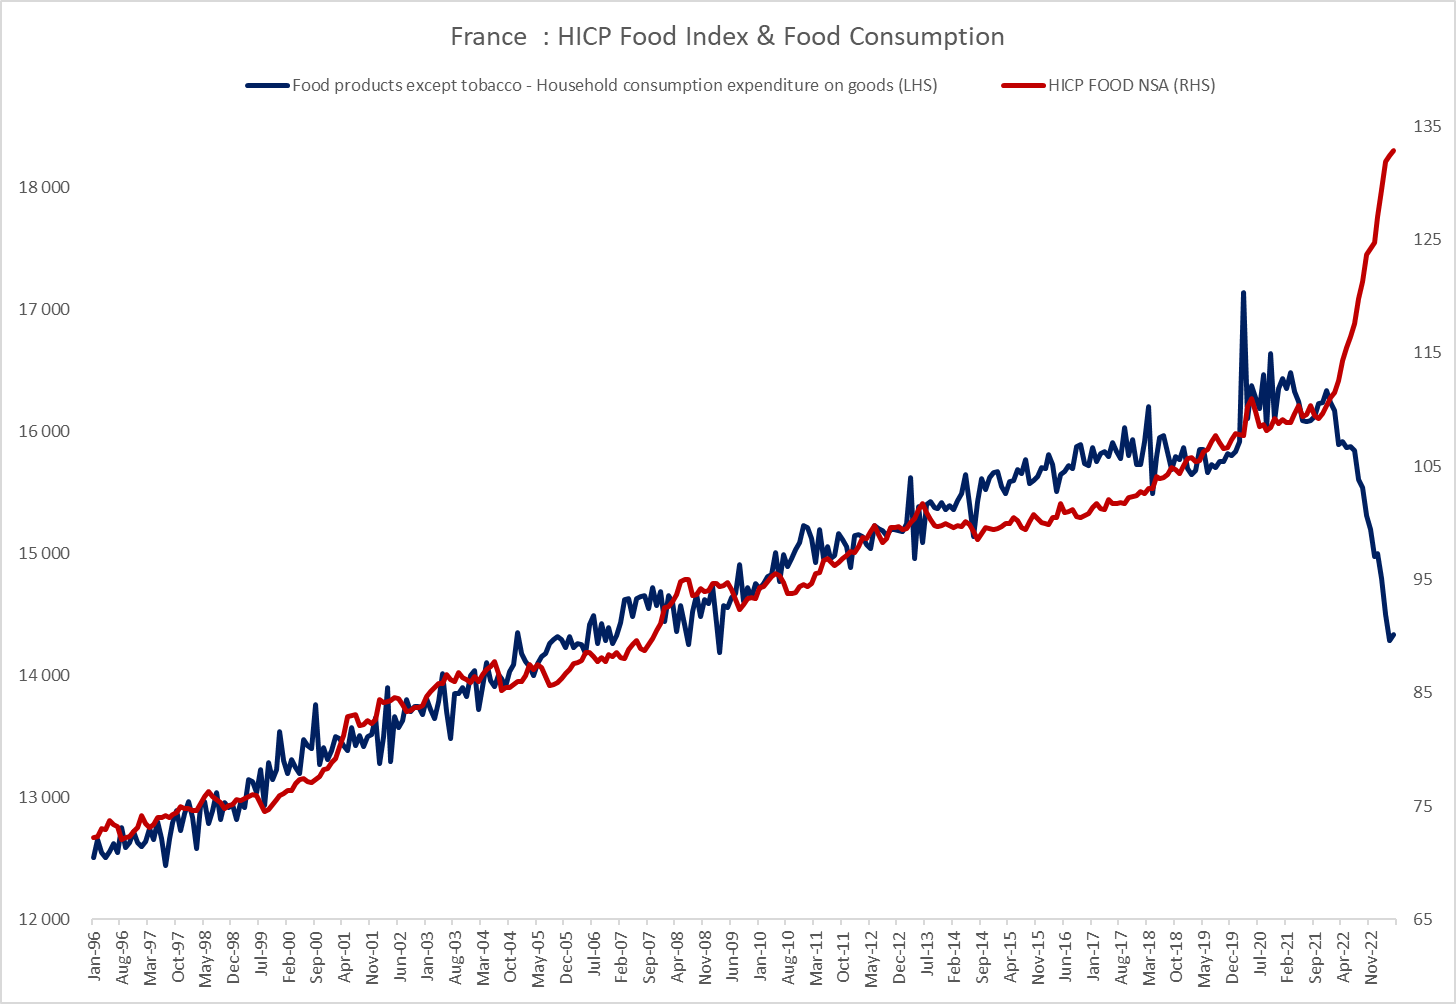 France  : HICP Food Index & Food Consumption
Food products except tobacco - Household consumption expenditure on goods (LHS)
HICP FOOD NSA (RHS)
18 000
17 000
16 000
15 000
14 000
13 000
12 000
135
125
115
105
95
85
75
65
Jan-96
Aug-96
Mar-97
Oct-97
May-98
Dec-98
Jul-99
Feb-00
Sep-00
Apr-01
Nov-01
Jun-02
Jan-03
Aug-03
Mar-04
Oct-04
May-05
Dec-05
Jul-06
Feb-07
Sep-07
Apr-08
Nov-08
Jun-09
Jan-10
Aug-10
Mar-11
Oct-11
May-12
Dec-12
Jul-13
Feb-14
Sep-14
Apr-15
Nov-15
Jun-16
Jan-17
Aug-17
Mar-18
Oct-18
May-19
Dec-19
Jul-20
Feb-21
Sep-21
Apr-22
Nov-22